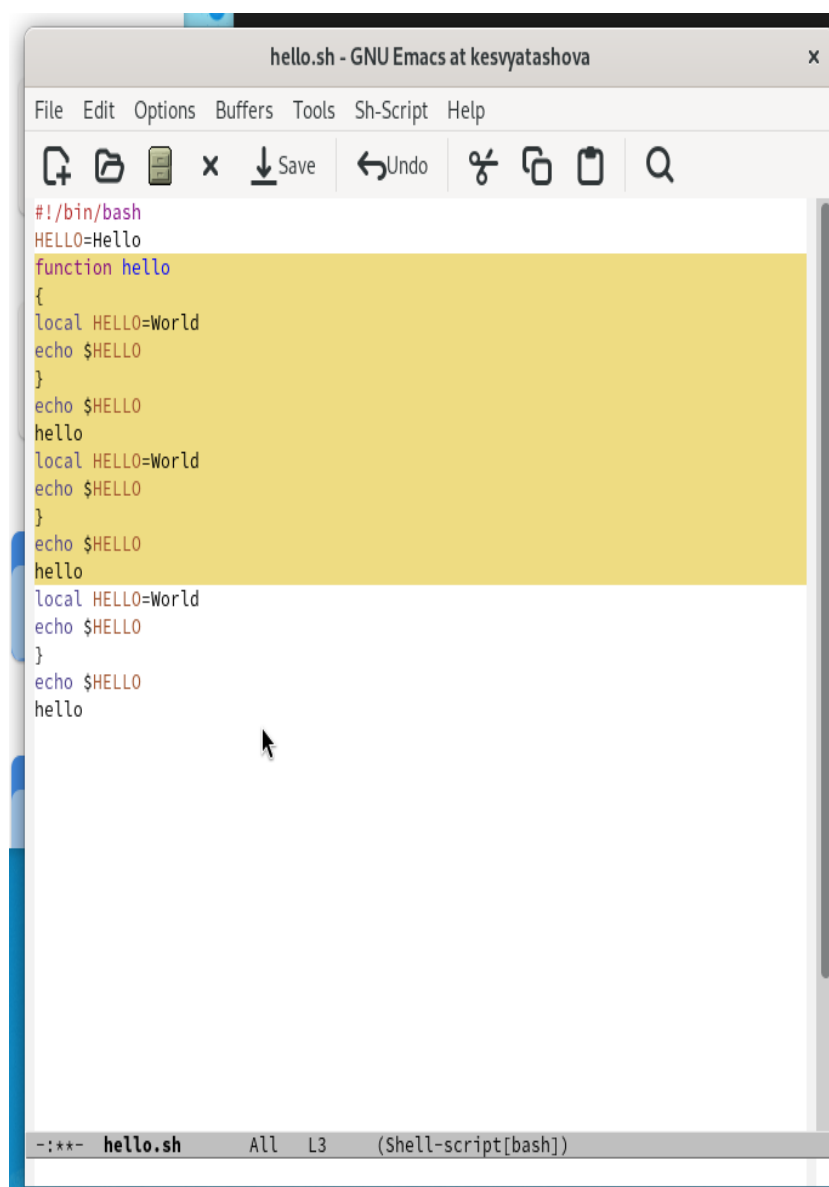 hello.sh - GNU Emacs at kesvyatashova x
File Edit Options Buffers Tools Sh-Script Help
Save Undo
#!/bin/bash
HELLO=Hello
function hello
{
local HELLO=World
echo $HELLO
}
echo $HELLO
hello
local HELLO=World
echo $HELLO
}
echo $HELLO
hello
local HELLO=World
echo $HELLO
}
echo $HELLO
hello
-:**- hello.sh All L3 (Shell-script[bash])